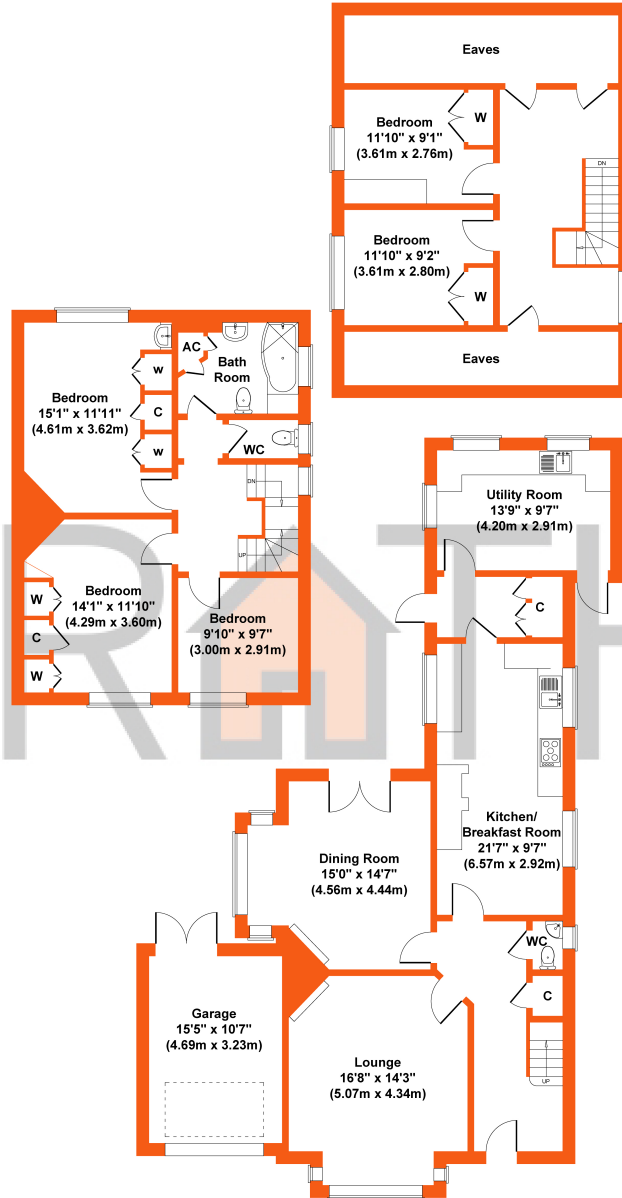 Eaves
Bedroom
11'10" x 9'1"
(3.61m x 2.76m)
W
DN
Bedroom
11'10" x 9'2"
(3.61m x 2.80m)
W
Eaves
Bedroom
15'1" x 11'11"
(4.61m x 3.62m)
W
C
W
AC
Bath
Room
WC
DN
UP
Bedroom
14'1" x 11'10"
(4.29m x 3.60m)
W
C
W
Bedroom
9'10" x 9'7"
(3.00m x 2.91m)
Utility Room
13'9" x 9'7"
(4.20m x 2.91m)
C
Kitchen/
Breakfast Room
21'7" x 9'7"
(6.57m x 2.92m)
Dining Room
15'0" x 14'7"
(4.56m x 4.44m)
WC
C
UP
Garage
15'5" x 10'7"
(4.69m x 3.23m)
Lounge
16'8" x 14'3"
(5.07m x 4.34m)